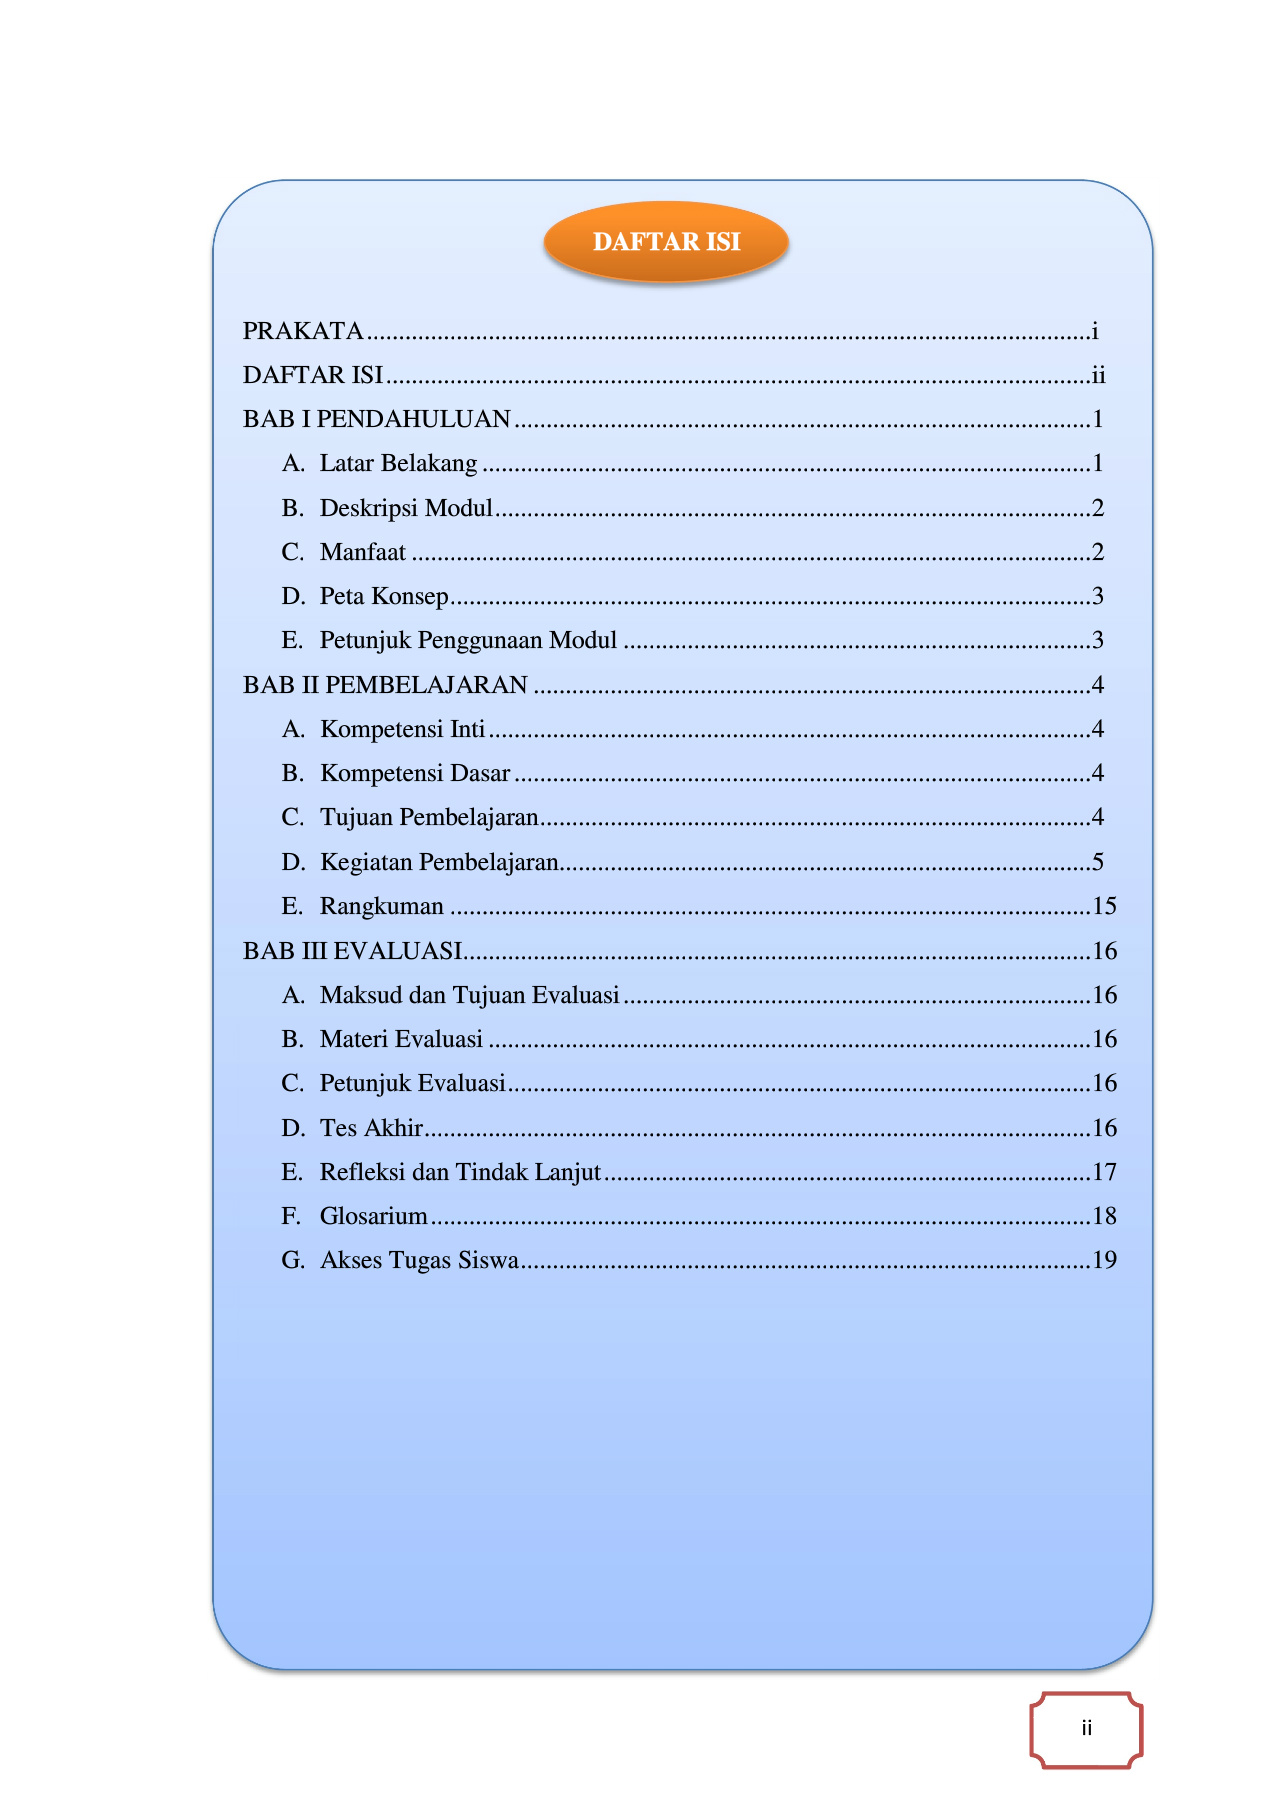 DAFTAR ISI
PRAKATA.....................................................................................................................i
DAFTAR ISI..................................................................................................................ii
BAB I PENDAHULUAN.............................................................................................1
A. Latar Belakang...................................................................................................1
B. Deskripsi Modul.................................................................................................2
C. Manfaat..............................................................................................................2
D. Peta Konsep........................................................................................................3
E. Petunjuk Penggunaan Modul.............................................................................3
BAB II PEMBELAJARAN..........................................................................................4
A. Kompetensi Inti..................................................................................................4
B. Kompetensi Dasar..............................................................................................4
C. Tujuan Pembelajaran..........................................................................................4
D. Kegiatan Pembelajaran.......................................................................................5
E. Rangkuman........................................................................................................15
BAB III EVALUASI.....................................................................................................16
A. Maksud dan Tujuan Evaluasi.............................................................................16
B. Materi Evaluasi..................................................................................................16
C. Petunjuk Evaluasi...............................................................................................16
D. Tes Akhir............................................................................................................16
E. Refleksi dan Tindak Lanjut................................................................................17
F. Glosarium...........................................................................................................18
G. Akses Tugas Siswa.............................................................................................19
ii